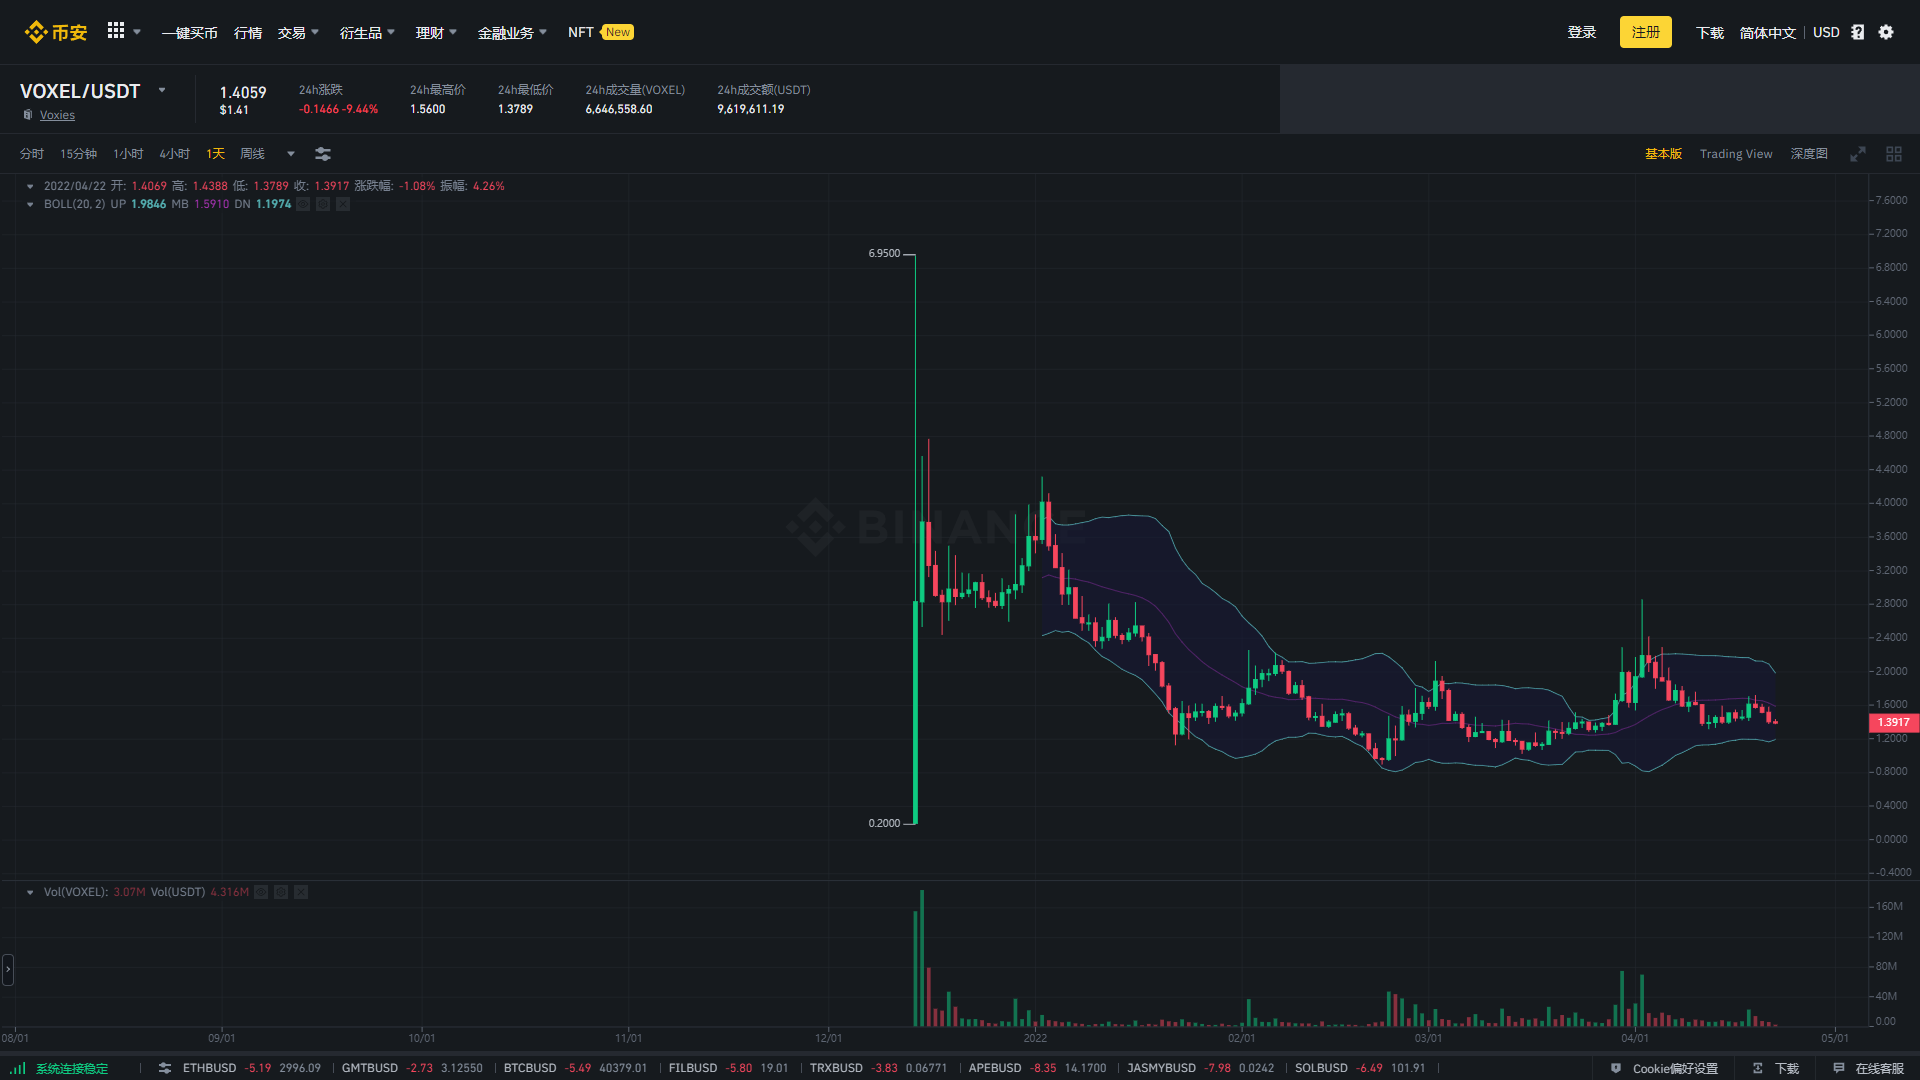 币安 一键买币 行情 交易 衍生品 理财 金融业务 NFT New 登录 注册 下载 简体中文 USD
VOXEL/USDT
Voxies
1.4059
$1.41
24h涨跌
-0.1466 -9.44%
24h最高价
1.5600
24h最低价
1.3789
24h成交量(VOXEL)
6,646,558.60
24h成交额(USDT)
9,619,611.19
分时 15分钟 1小时 4小时 1天 周线 基本版 Trading View 深度图
2022/04/22 开: 1.4069 高: 1.4388 低: 1.3789 收: 1.3917 涨跌幅: -1.08% 振幅: 4.26%
BOLL(20, 2) UP 1.9846 MB 1.5910 DN 1.1974
7.6000
7.2000
6.8000
6.4000
6.0000
5.6000
5.2000
4.8000
4.4000
4.0000
3.6000
3.2000
2.8000
2.4000
2.0000
1.6000
1.3917
1.2000
0.8000
0.4000
0.0000
-0.4000
6.9500
BINANCE
0.2000
Vol(VOXEL): 3.07M Vol(USDT) 4.316M
160M
120M
80M
40M
0.00
08/01 09/01 10/01 11/01 12/01 2022 02/01 03/01 04/01 05/01
系统连接稳定 ETHBUSD -5.19 2996.09 GMTBUSD -2.73 3.12550 BTCBUSD -5.49 40379.01 FILBUSD -5.80 19.01 TRXBUSD -3.83 0.06771 APEBUSD -8.35 14.1700 JASMYBUSD -7.98 0.0242 SOLBUSD -6.49 101.91 Cookie偏好设置 下载 在线客服